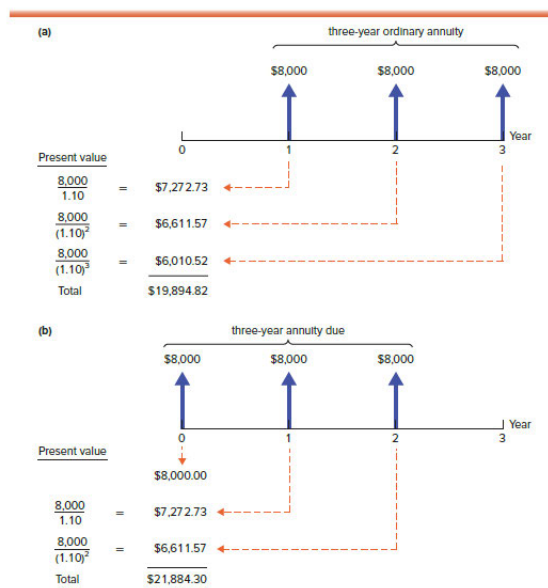 (a)
three-year ordinary annuity
$8,000 $8,000 $8,000
Year
0 1 2 3
Present value
8,000
1.10
= $7,272.73
8,000
(1.10)²
= $6,611.57
8,000
(1.10)³
= $6,010.52
Total $19,894.82
(b)
three-year annuity due
$8,000 $8,000 $8,000
Year
0 1 2 3
Present value
$8,000.00
8,000
1.10
= $7,272.73
8,000
(1.10)²
= $6,611.57
Total $21,884.30